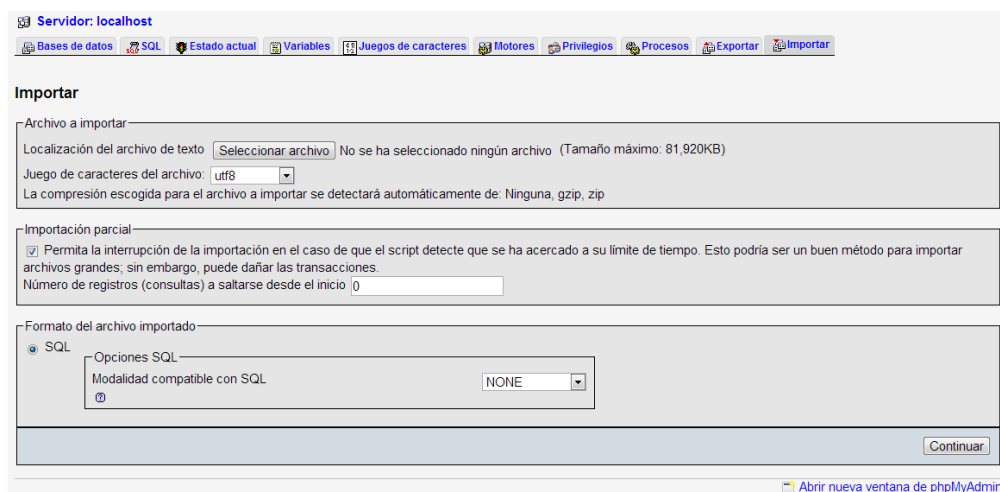 Servidor: localhost
Bases de datos SQL Estado actual Variables Juegos de caracteres Motores Privilegios Procesos Exportar Importar
Importar
Archivo a importar
Localización del archivo de texto Seleccionar archivo No se ha seleccionado ningún archivo (Tamaño máximo: 81,920KB)
Juego de caracteres del archivo: utf8
La compresión escogida para el archivo a importar se detectará automáticamente de: Ninguna, gzip, zip
Importación parcial
Permita la interrupción de la importación en el caso de que el script detecte que se ha acercado a su límite de tiempo. Esto podría ser un buen método para importar
archivos grandes; sin embargo, puede dañar las transacciones.
Número de registros (consultas) a saltarse desde el inicio 0
Formato del archivo importado
SQL
Opciones SQL
Modalidad compatible con SQL NONE
Continuar
Abrir nueva ventana de phpMyAdmin